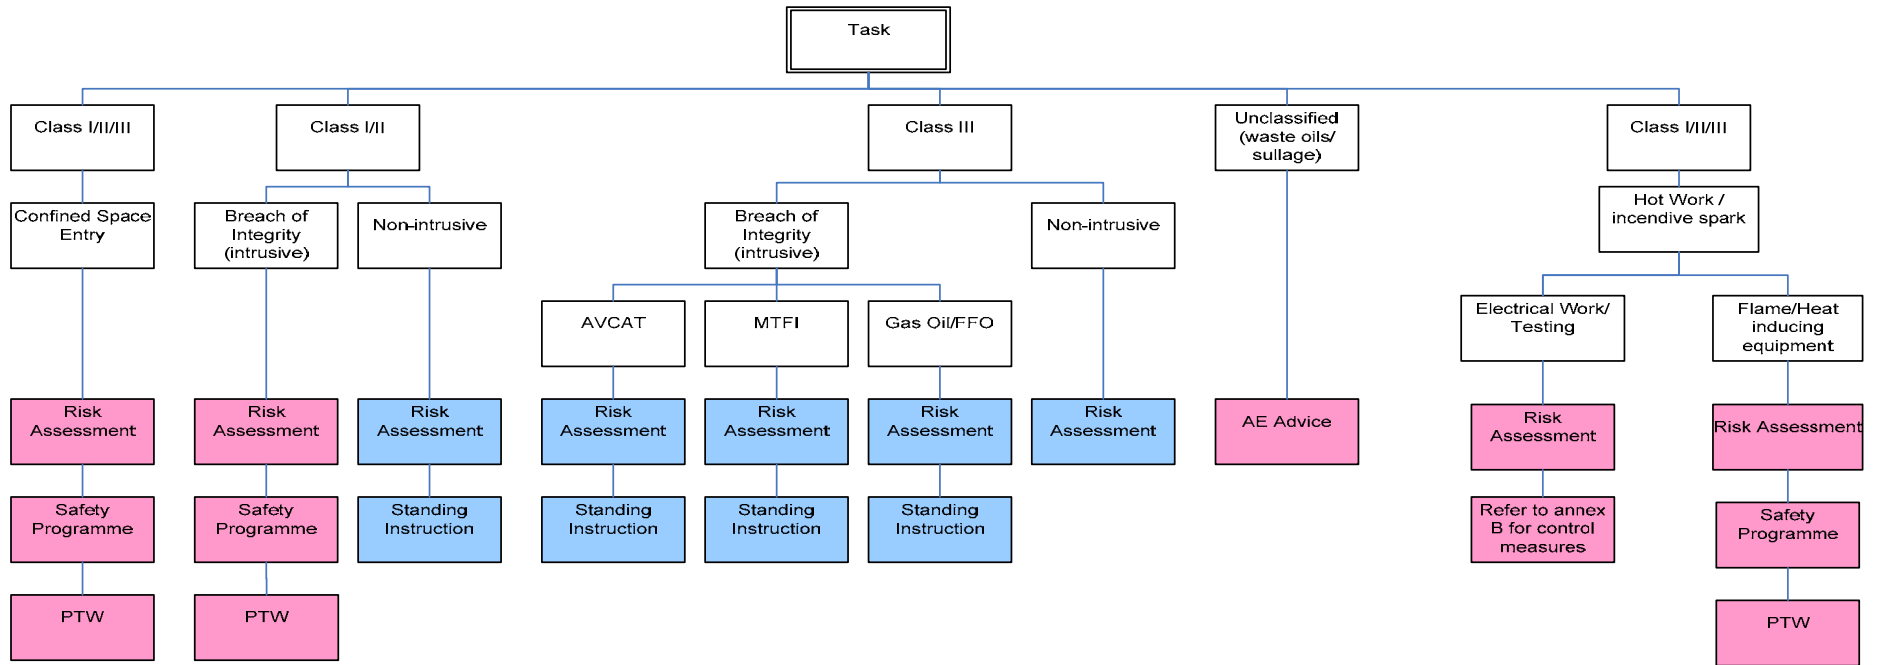 Task
Class I/II/III
Class I/II
Class III
Unclassified
(waste oils/
sullage)
Class I/II/III
Confined Space
Entry
Breach of
Integrity
(intrusive)
Non-intrusive
Breach of
Integrity
(intrusive)
Non-intrusive
Hot Work /
incendive spark
AVCAT
MTFI
Gas Oil/FFO
Electrical Work/
Testing
Flame/Heat
inducing
equipment
Risk
Assessment
Risk
Assessment
Risk
Assessment
Risk
Assessment
Risk
Assessment
Risk
Assessment
Risk
Assessment
AE Advice
Risk
Assessment
Risk Assessment
Safety
Programme
Safety
Programme
Standing
Instruction
Standing
Instruction
Standing
Instruction
Standing
Instruction
Refer to annex
B for control
measures
Safety
Programme
PTW
PTW
PTW